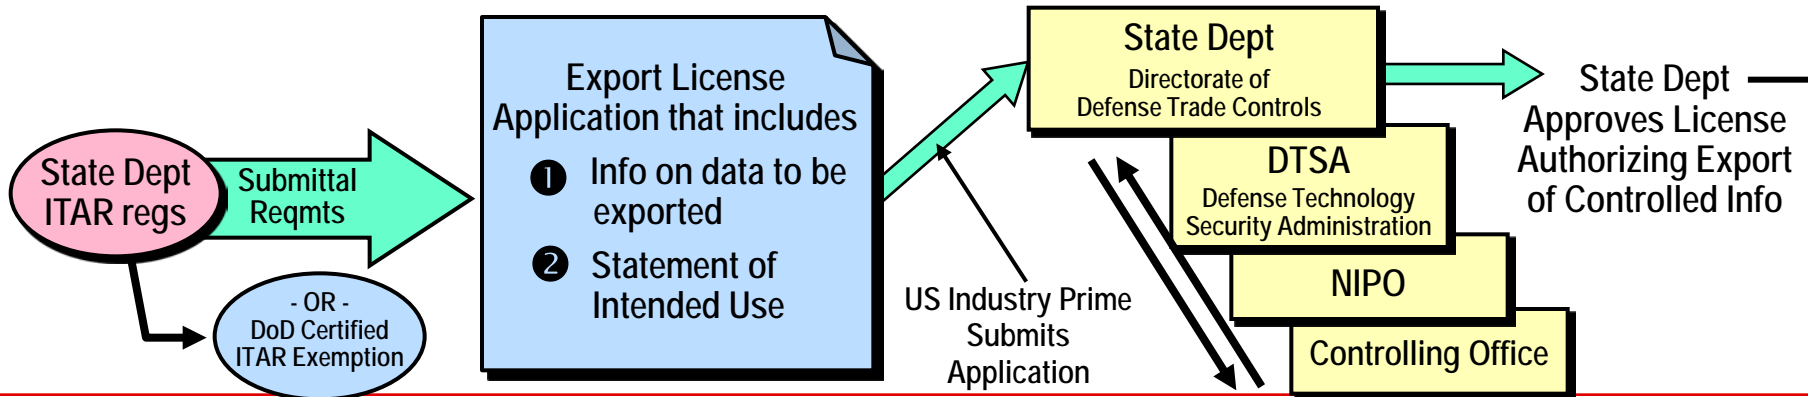 State Dept
ITAR regs
Submittal
Reqmts
- OR -
DoD Certified
ITAR Exemption
Export License
Application that includes
❶ Info on data to be
exported
❷ Statement of
Intended Use
US Industry Prime
Submits
Application
State Dept
Directorate of
Defense Trade Controls
DTSA
Defense Technology
Security Administration
NIPO
Controlling Office
State Dept
Approves License
Authorizing Export
of Controlled Info